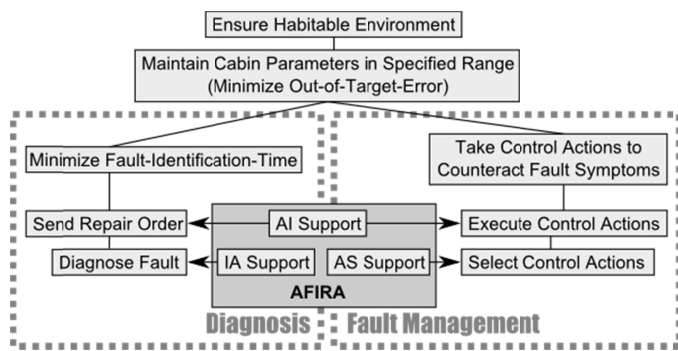 Ensure Habitable Environment
Maintain Cabin Parameters in Specified Range
(Minimize Out-of-Target-Error)
Minimize Fault-Identification-Time
Take Control Actions to
Counteract Fault Symptoms
Send Repair Order
AI Support
Execute Control Actions
Diagnose Fault
IA Support
AS Support
Select Control Actions
AFIRA
Diagnosis
Fault Management